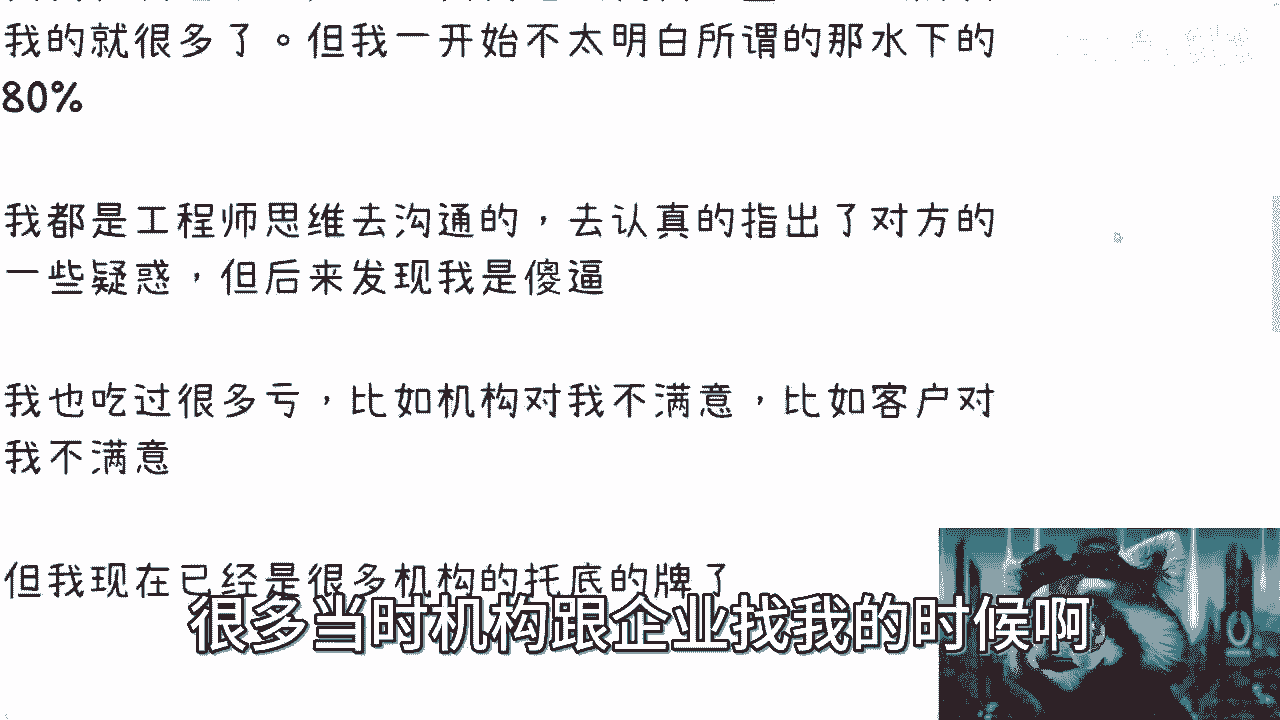 我的就很多了。但我一开始不太明白所谓的那水下的
80%
我都是工程师思维去沟通的，去认真的指出了对方的
一些疑惑，但后来发现我是傻逼
我也吃过很多亏，比如机构对我不满意，比如客户对
我不满意
但我现在已经是很多机构的托底的牌了
很多当时机构跟企业找我的时候啊